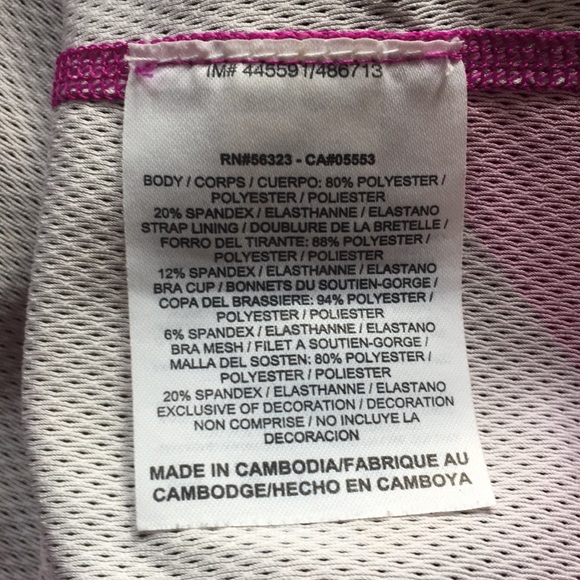 IM# 445591/486713
RN#56323 - CA#05553
BODY / CORPS / CUERPO: 80% POLYESTER /
POLYESTER / POLIESTER
20% SPANDEX / ELASTHANNE / ELASTANO
STRAP LINING / DOUBLURE DE LA BRETELLE /
FORRO DEL TIRANTE: 88% POLYESTER /
POLYESTER / POLIESTER
12% SPANDEX / ELASTHANNE / ELASTANO
BRA CUP / BONNETS DU SOUTIEN-GORGE /
COPA DEL BRASSIERE: 94% POLYESTER /
POLYESTER / POLIESTER
6% SPANDEX / ELASTHANNE / ELASTANO
BRA MESH / FILET A SOUTIEN-GORGE /
MALLA DEL SOSTEN: 80% POLYESTER /
POLYESTER / POLIESTER
20% SPANDEX / ELASTHANNE / ELASTANO
EXCLUSIVE OF DECORATION / DECORATION
NON COMPRISE / NO INCLUYE LA
DECORACION
MADE IN CAMBODIA/FABRIQUE AU
CAMBODGE/HECHO EN CAMBOYA